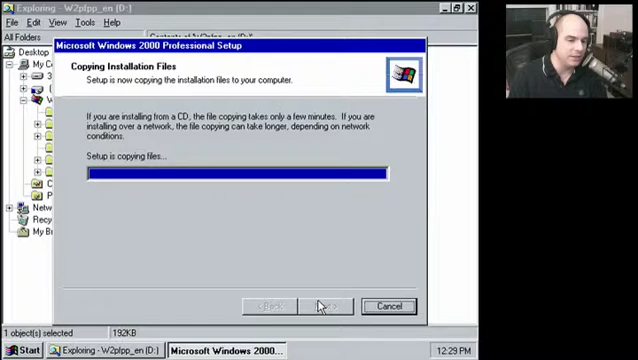 Exploring - W2pfpp_en (D:)
File Edit View Tools Help
All Folders
Microsoft Windows 2000 Professional Setup
Copying Installation Files
Setup is now copying the installation files to your computer.
Desktop
If you are installing from a CD, the file copying takes only a few minutes. If you are
installing over a network, the file copying can take longer, depending on network
conditions.
Setup is copying files...
Cancel
1 object(s) selected 192KB
Start Exploring - W2pfpp_en (D:) Microsoft Windows 2000... 12:29 PM